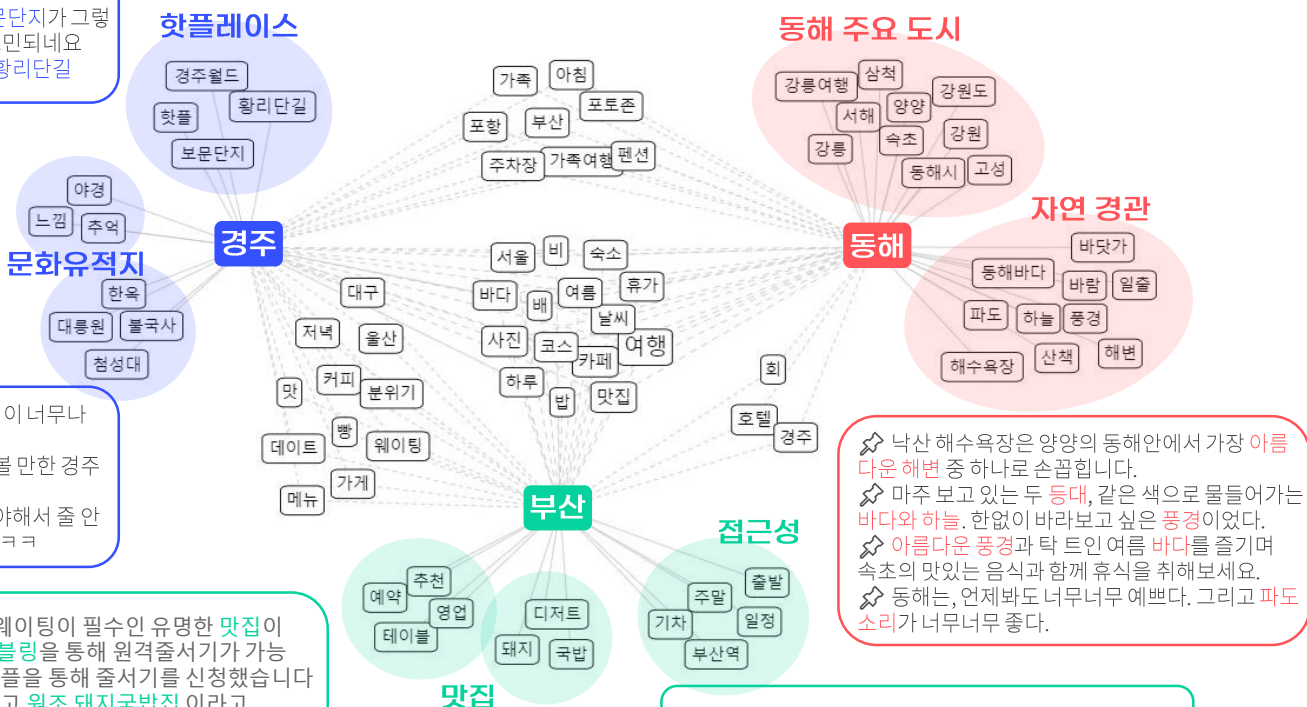 문단지가 그렇
민되네요
황리단길
핫플레이스
경주월드
황리단길
핫플
보문단지
야경
느낌
추억
문화유적지
한옥
대릉원
불국사
첨성대
경주
가족
아침
포토존
포항
부산
주차장
가족여행
펜션
동해 주요 도시
강릉여행
삼척
강원도
서해
양양
강릉
속초
강원
동해시
고성
자연 경관
동해
바닷가
동해바다
바람
일출
파도
하늘
풍경
해수욕장
산책
해변
서울
비
숙소
바다
배
여름
휴가
날씨
사진
코스
카페
여행
하루
밥
맛집
대구
저녁
울산
맛
커피
분위기
데이트
빵
웨이팅
메뉴
가게
회
호텔
경주
이 너무나
볼 만한 경주
야해서 줄 안
ㅋㅋ
낙산 해수욕장은 양양의 동해안에서 가장 아름
다운 해변 중 하나로 손꼽힙니다.
마주 보고 있는 두 등대, 같은 색으로 물들어가는
바다와 하늘. 한없이 바라보고 싶은 풍경이었다.
아름다운 풍경과 탁 트인 여름 바다를 즐기며
속초의 맛있는 음식과 함께 휴식을 취해보세요.
동해는, 언제봐도 너무너무 예쁘다. 그리고 파도
소리가 너무너무 좋다.
부산
접근성
추천
예약
영업
테이블
디저트
돼지
국밥
출발
주말
기차
일정
부산역
맛집
웨이팅이 필수인 유명한 맛집이
블링을 통해 원격줄서기가 가능
플을 통해 줄서기를 신청했습니다
고 원조 돼지국밥집 이라고